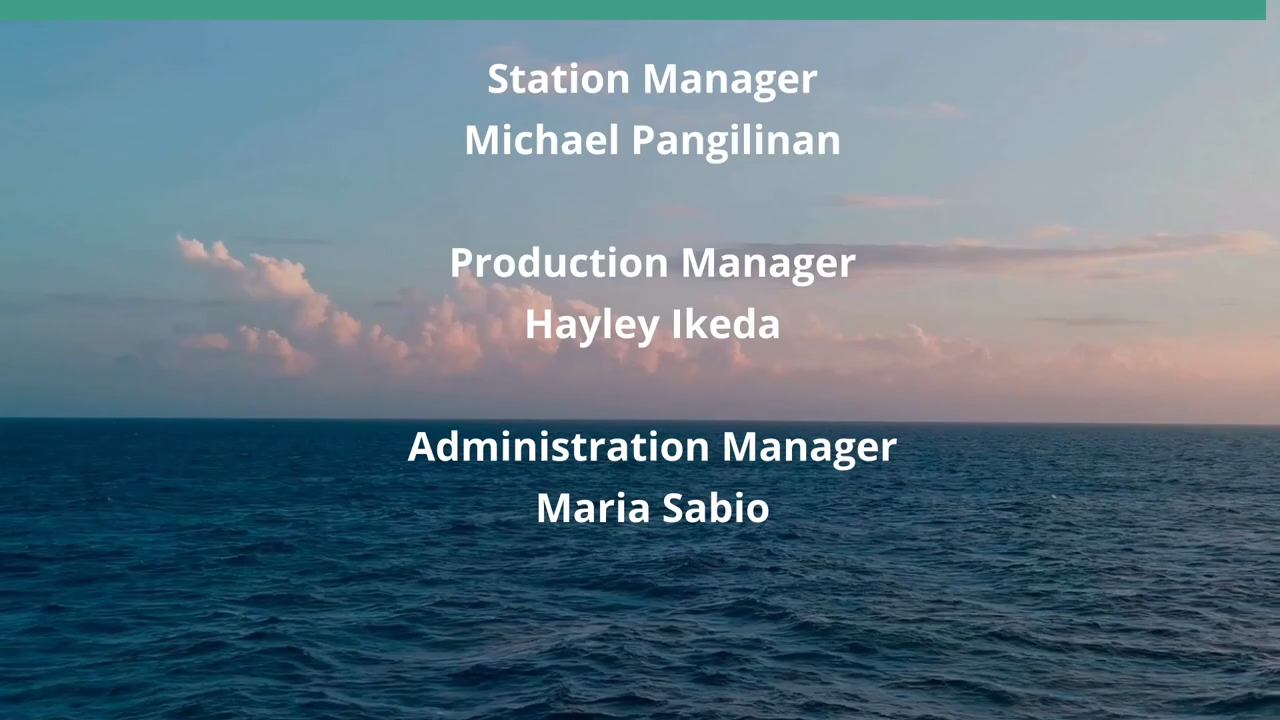 Station Manager
Michael Pangilinan
Production Manager
Hayley Ikeda
Administration Manager
Maria Sabio